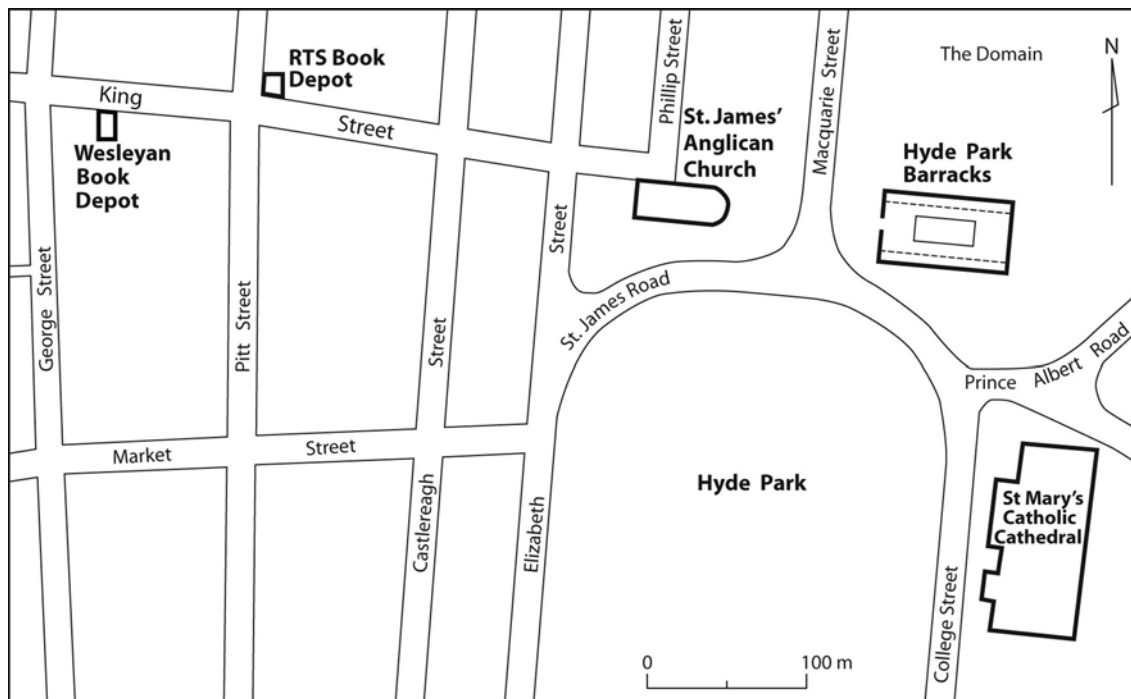 RTS Book
Depot
Phillip Street
Macquarie Street
The Domain
N
King
Street
St. James’
Anglican
Church
Hyde Park
Barracks
Wesleyan
Book
Depot
George Street
Pitt Street
Street
Street
St. James Road
Prince Albert Road
Market Street
Castlereagh
Elizabeth
Hyde Park
St Mary’s
Catholic
Cathedral
College Street
0 100 m